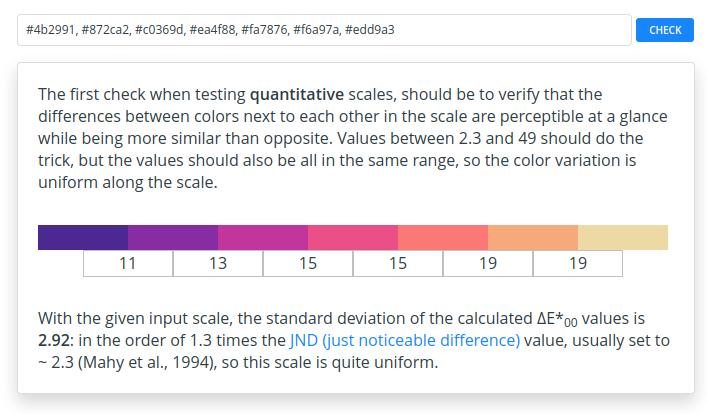 #4b2991, #872ca2, #c0369d, #ea4f88, #fa7876, #f6a97a, #edd9a3
CHECK
The first check when testing quantitative scales, should be to verify that the
differences between colors next to each other in the scale are perceptible at a glance
while being more similar than opposite. Values between 2.3 and 49 should do the
trick, but the values should also be all in the same range, so the color variation is
uniform along the scale.
11 13 15 15 19 19
With the given input scale, the standard deviation of the calculated ΔE*₀₀ values is
2.92: in the order of 1.3 times the JND (just noticeable difference) value, usually set to
~ 2.3 (Mahy et al., 1994), so this scale is quite uniform.